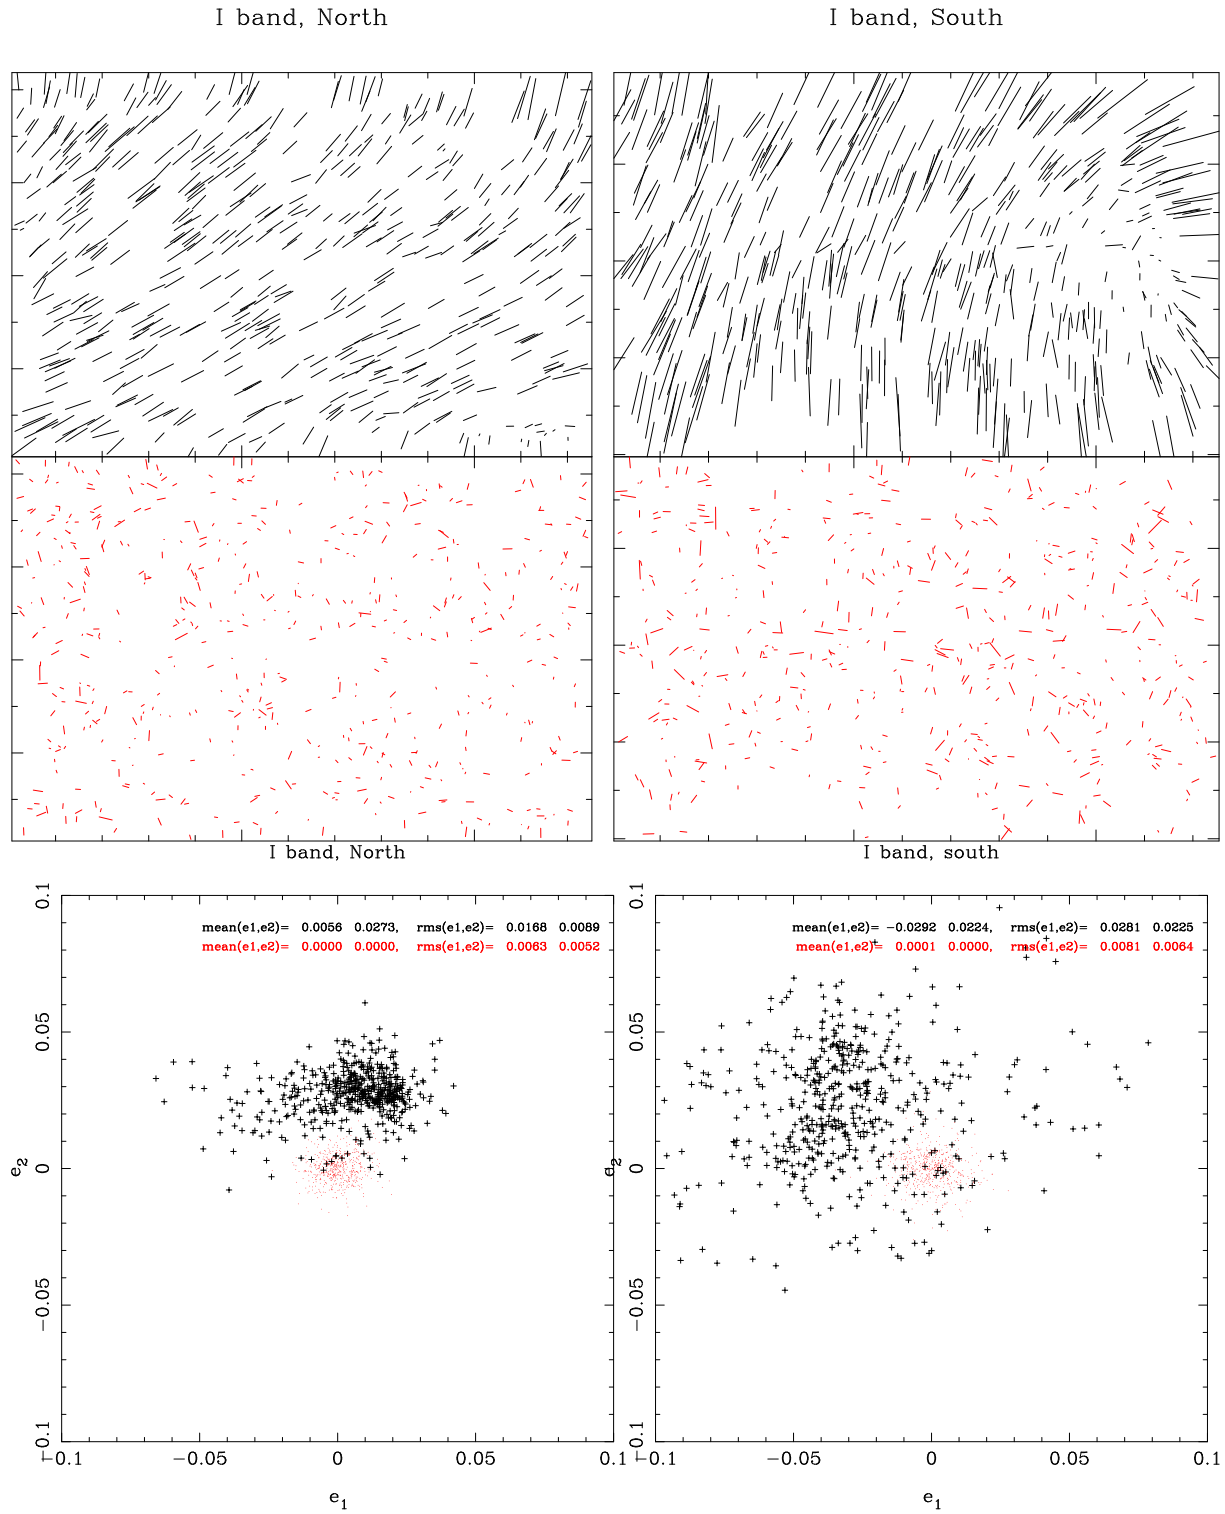 I band, North
I band, South
I band, North
I band, south
mean(e1,e2)= 0.0056 0.0273, rms(e1,e2)= 0.0168 0.0089
mean(e1,e2)= 0.0000 0.0000, rms(e1,e2)= 0.0063 0.0052
mean(e1,e2)= −0.0292 0.0224, rms(e1,e2)= 0.0281 0.0225
mean(e1,e2)= 0.0001 0.0000, rms(e1,e2)= 0.0081 0.0064
0.1
0.05
0
−0.05
−0.1
e2
−0.1
−0.05
0
0.05
0.1
e1
0.1
0.05
0
−0.05
−0.1
e2
−0.1
−0.05
0
0.05
0.1
e1